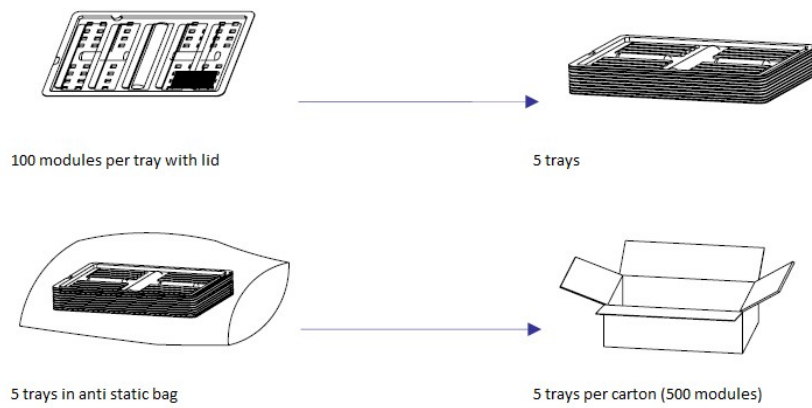 100 modules per tray with lid
5 trays
5 trays in anti static bag
5 trays per carton (500 modules)